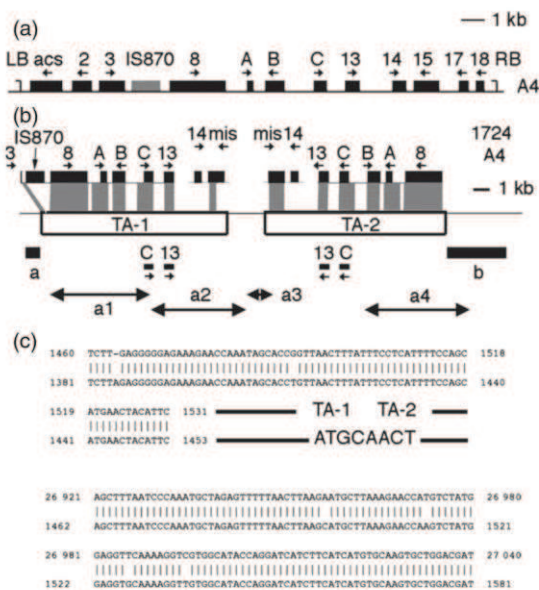 (a)
1 kb
LB acs 2 3 IS870 8 A B C 13 14 15 17 18 RB
A4
(b)
IS870
3 8 A B C 13 14 mis mis 14 13 C B A 8
1724
A4
1 kb
TA-1 TA-2
a C 13 13 C b
a1 a2 a3 a4
(c)
1460 TCTT-GAGGGGGAGAAAGAACCAAATAGCACCGGTTAACTTTATTTCCTCATTTTCCAGC 1518
1381 TCTTAGAGGGGGAGAAAGAACCAAATAGCACCTGTTAACTTTATTTCCTCATTTTCCAGC 1440
1519 ATGAACTACATTC 1531 TA-1 TA-2
1441 ATGAACTACATTC 1453 ATGCAACT
26 921 AGCTTTAATCCCAAATGCTAGAGTTTTTAACTTAAGAATGCTTAAAGAACCATGTCTATG 26 980
1462 AGCTTTAATCCCAAATGCTAGAGTTTTTAACTTAAGCATGCTTAAAGAACCAAGTCTATG 1521
26 981 GAGGTTCAAAAGGTCGTGGCATACCAGGATCATCTTCATCATGTGCAAGTGCTGGACGAT 27 040
1522 GAGGTGCAAAAGGTTGTGGCATACCAGGATCATCTTCATCATGTGCAAGTGCTGGACGAT 1581